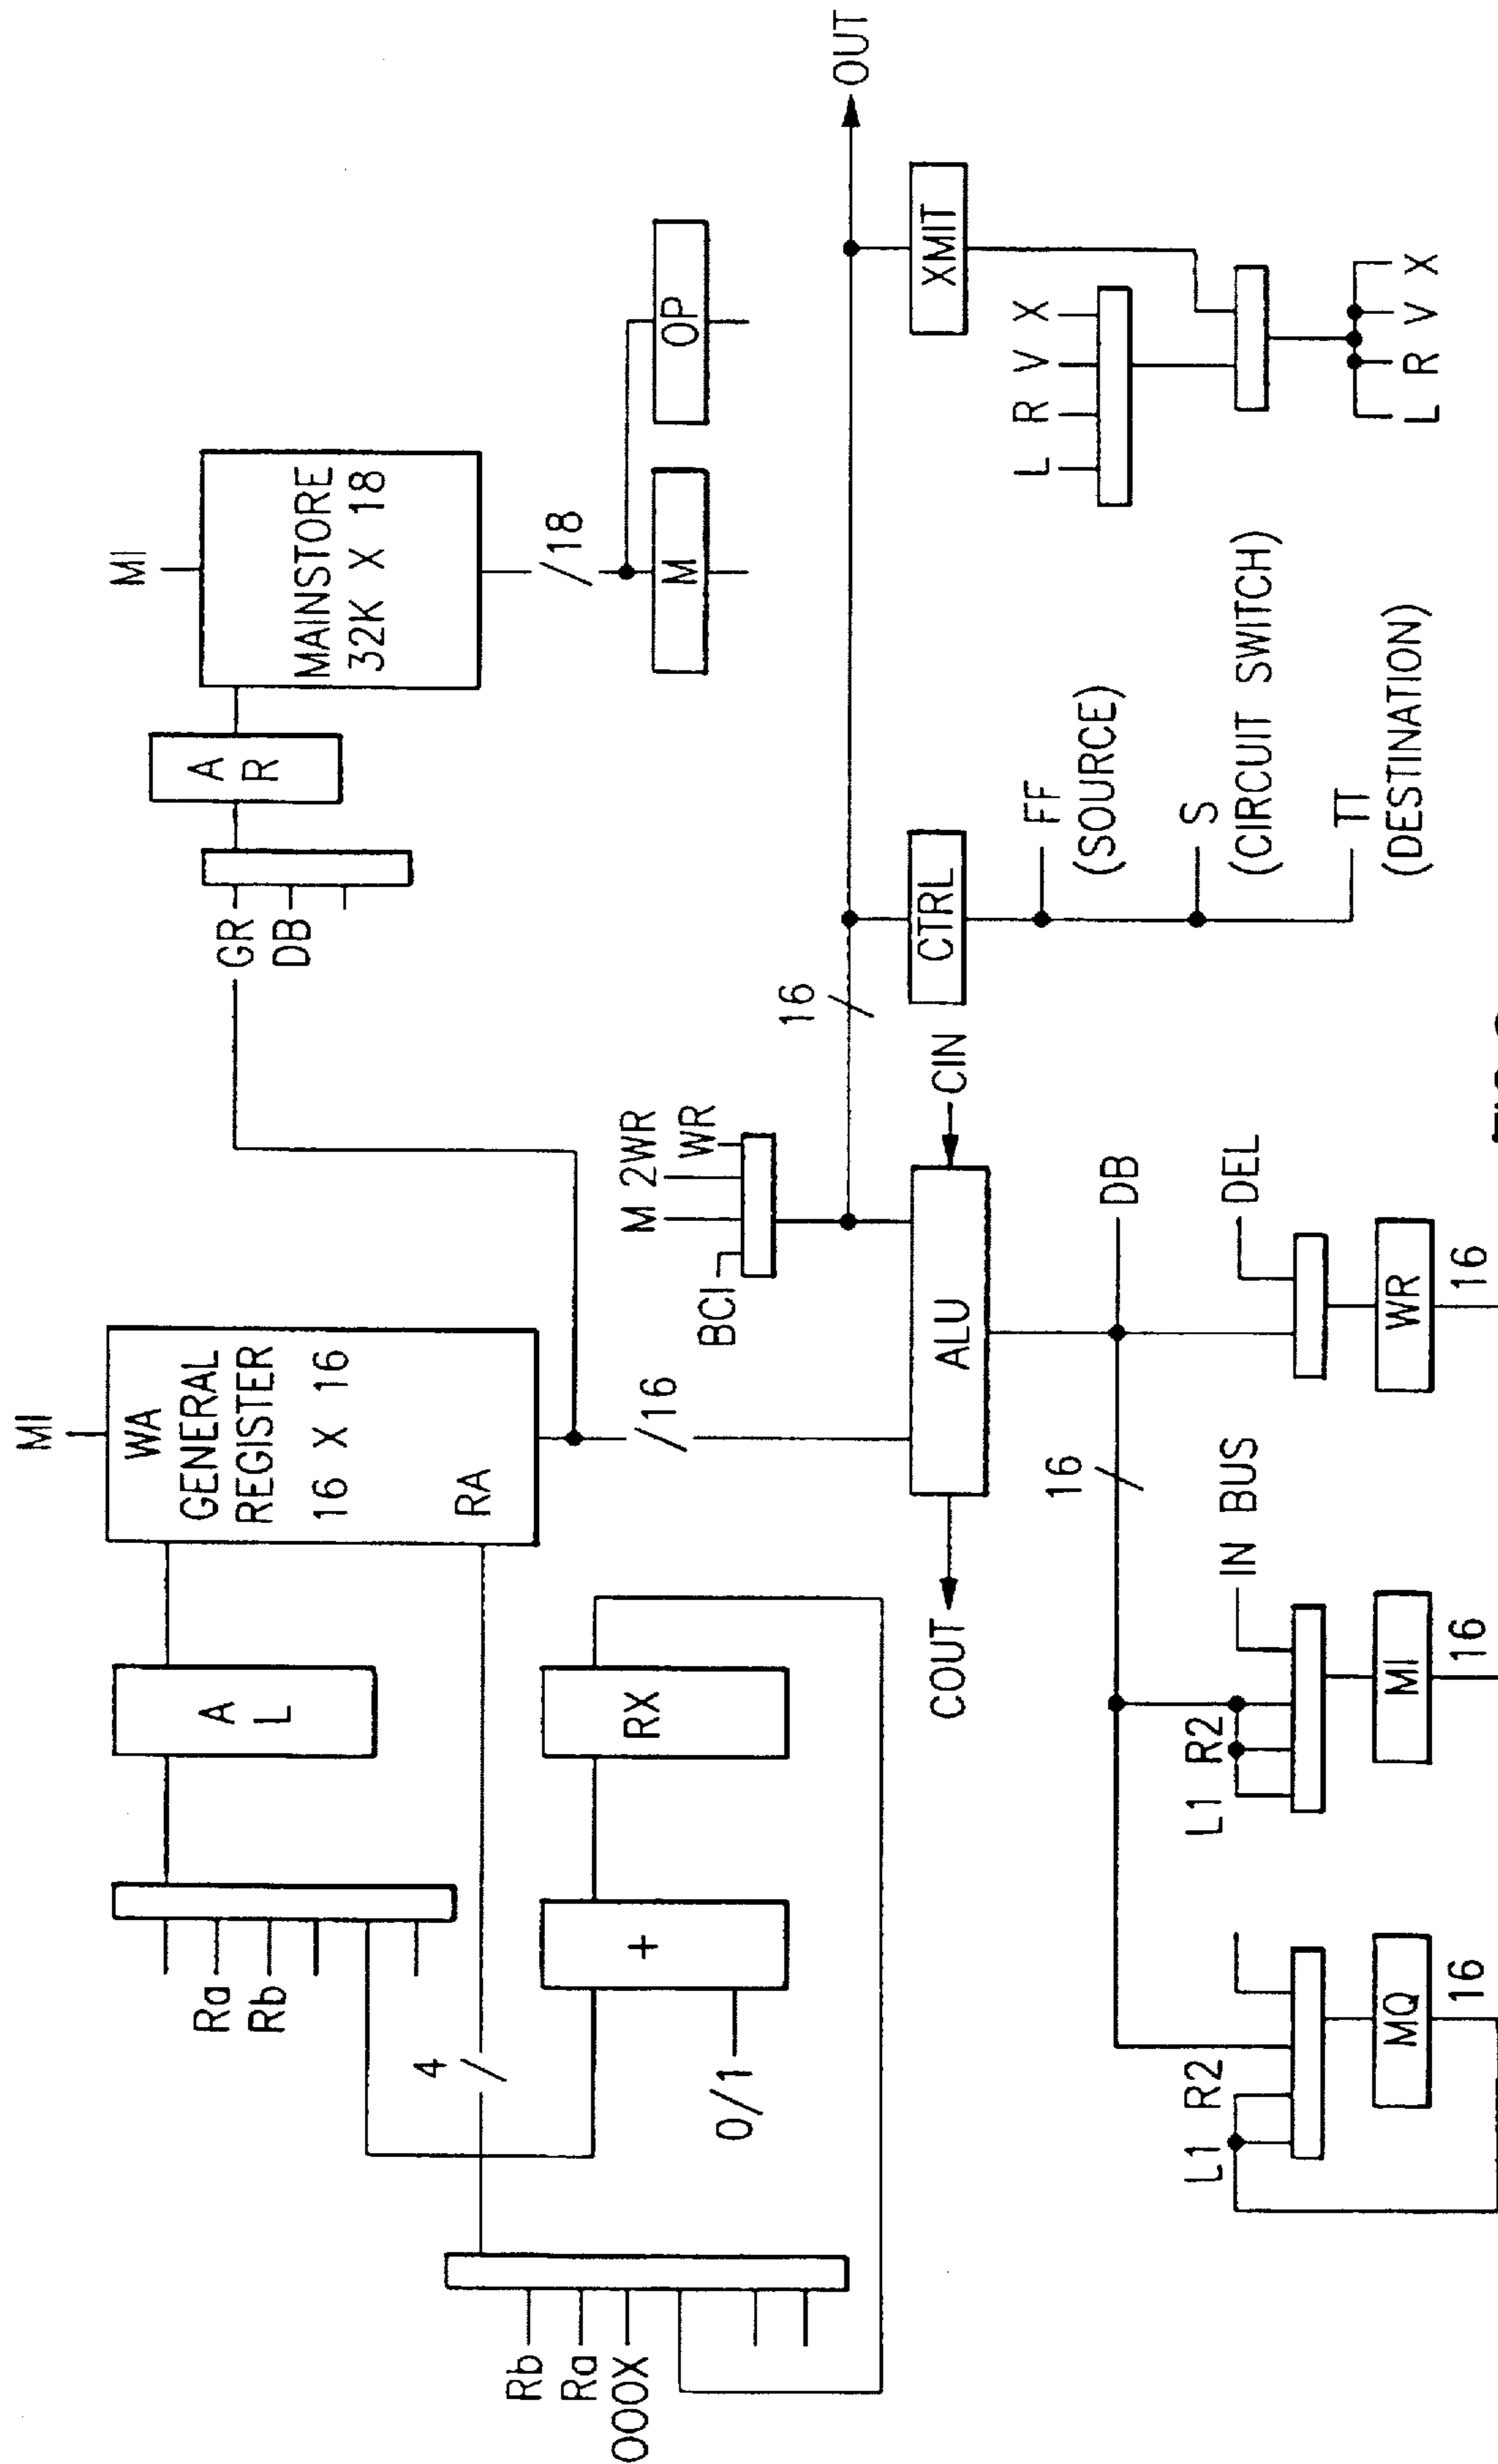 MI
WA
GENERAL
REGISTER
16 X 16
RA
A
L
Ra
Rb
4
RX
+
0/1
Rb
Ra
000X
/16
GR
DB
A
R
MI
MAINSTORE
32K X 18
/18
M
OP
BCI
M
2WR
WR
16
OUT
COUT
ALU
CIN
CTRL
FF
(SOURCE)
S
(CIRCUIT SWITCH)
TT
(DESTINATION)
XMIT
L R V X
L R V X
16
DB
L1 R2
MQ
16
L1 R2
IN BUS
MI
16
DEL
WR
16